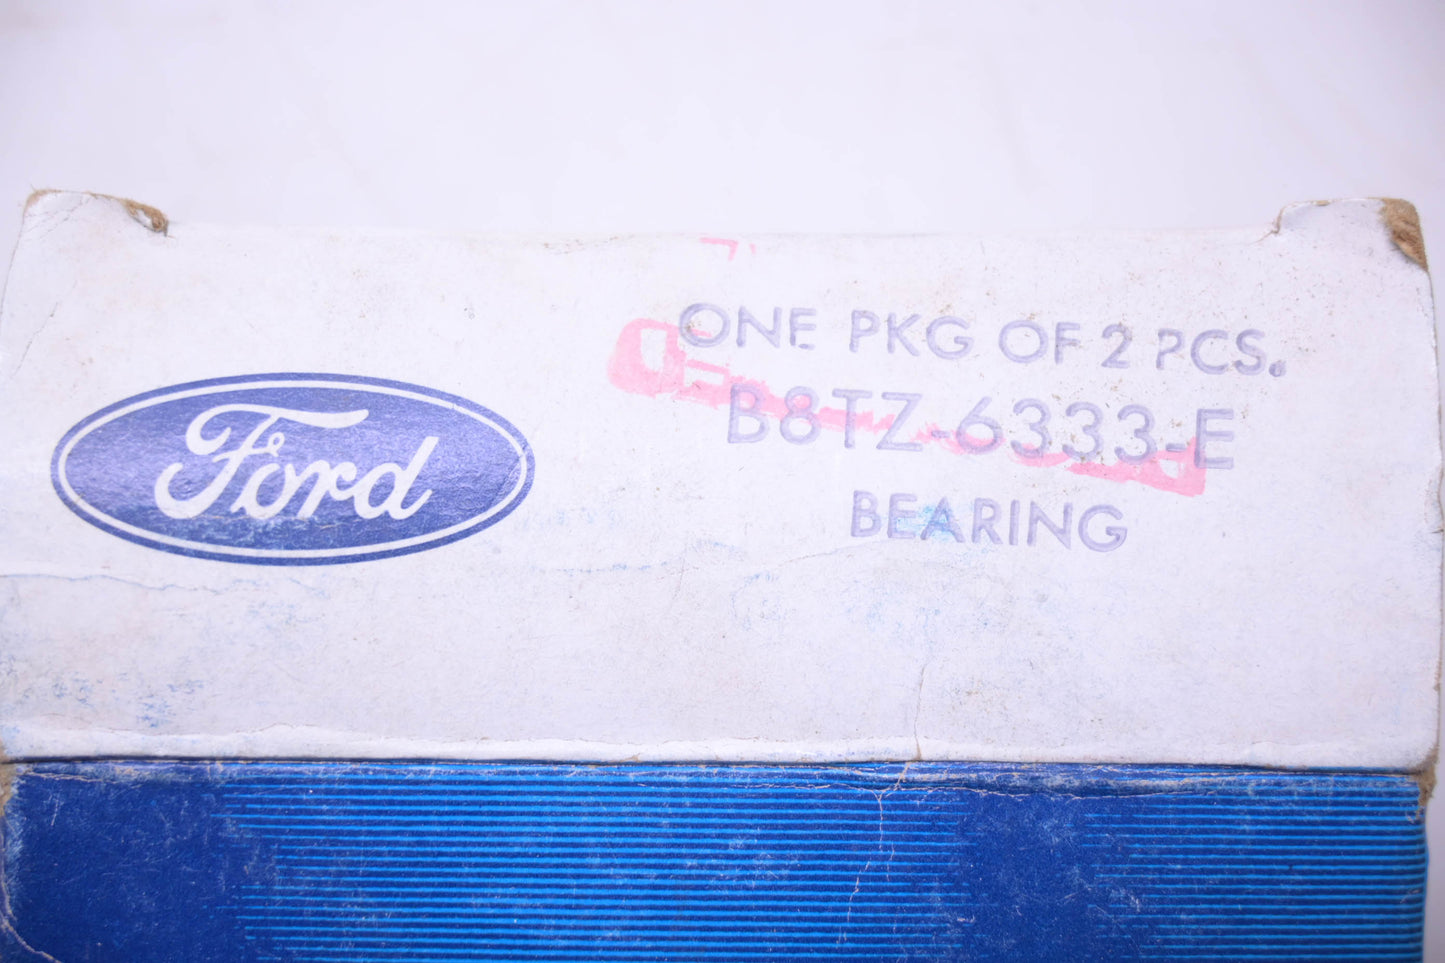 Ford
ONE PKG OF 2 PCS.
B8TZ-6333-E
BEARING